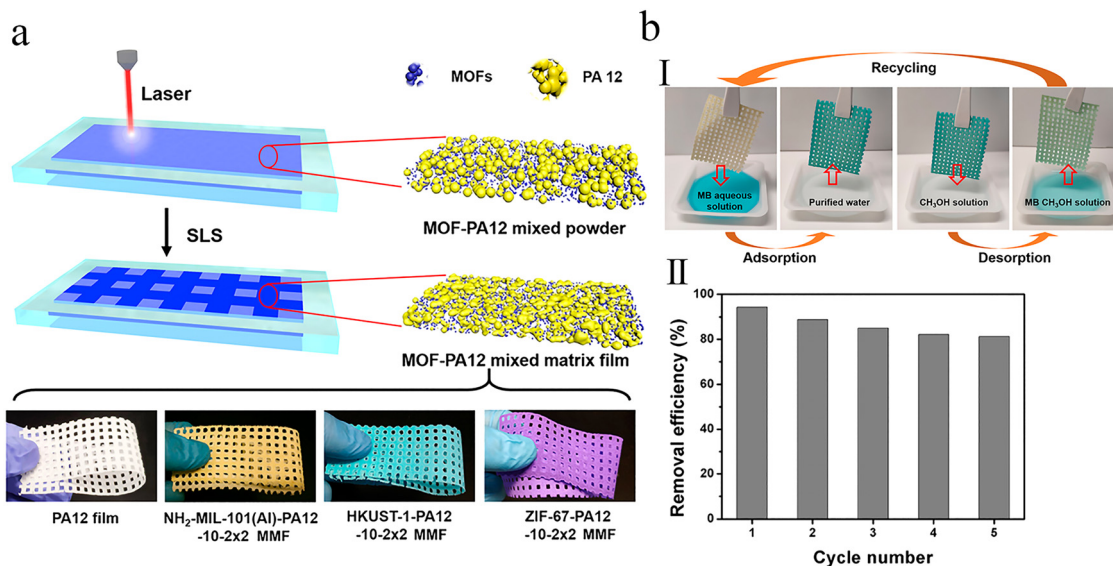 a
Laser
MOFs
PA 12
MOF-PA12 mixed powder
SLS
MOF-PA12 mixed matrix film
PA12 film
NH₂-MIL-101(Al)-PA12
-10-2x2 MMF
HKUST-1-PA12
-10-2x2 MMF
ZIF-67-PA12
-10-2x2 MMF
b
I
Recycling
MB aqueous
solution
Purified water
CH₃OH solution
MB CH₃OH solution
Adsorption
Desorption
II
Removal efficiency (%)
100
80
60
40
20
0
1 2 3 4 5
Cycle number